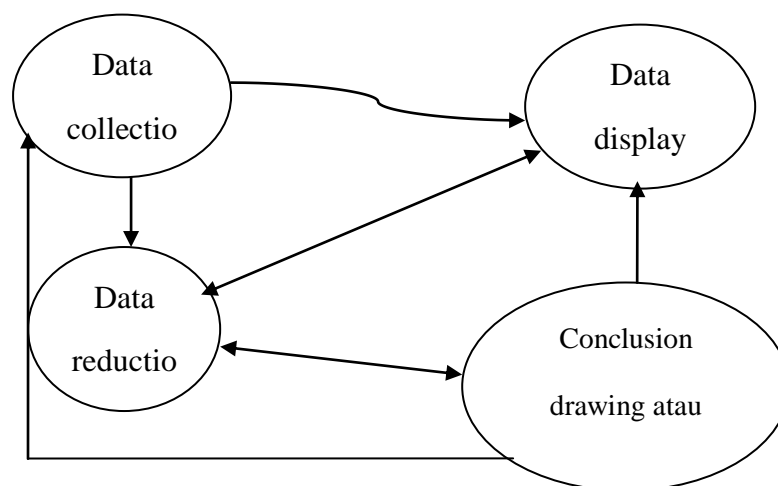 Data
collectio
Data
display
Data
reductio
Conclusion
drawing atau